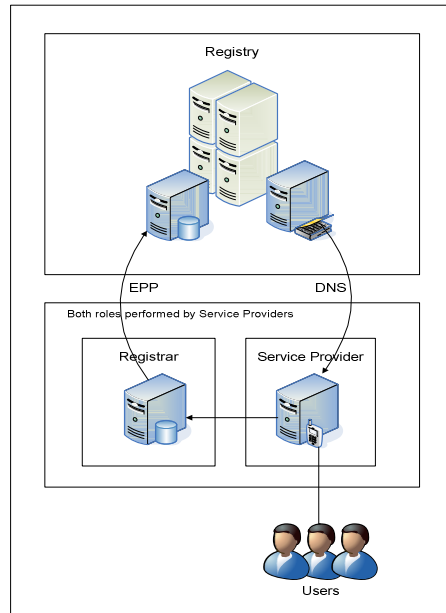 Registry
EPP
DNS
Both roles performed by Service Providers
Registrar
Service Provider
Users